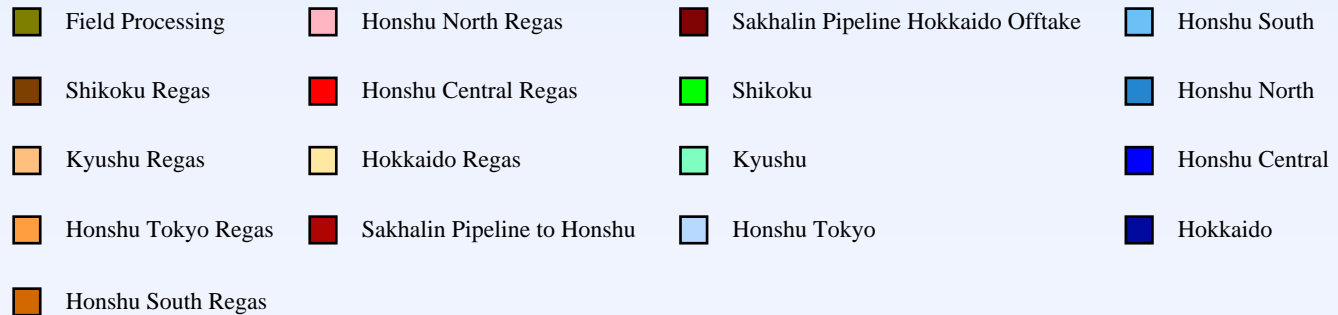 Field Processing Honshu North Regas Sakhalin Pipeline Hokkaido Offtake Honshu South
Shikoku Regas Honshu Central Regas Shikoku Honshu North
Kyushu Regas Hokkaido Regas Kyushu Honshu Central
Honshu Tokyo Regas Sakhalin Pipeline to Honshu Honshu Tokyo Hokkaido
Honshu South Regas